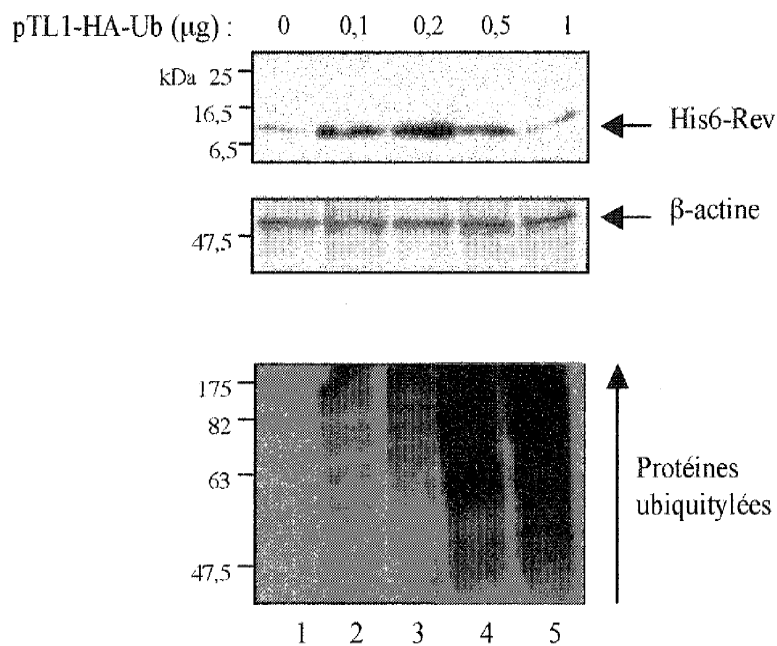 pTL1-HA-Ub (µg) : 0 0,1 0,2 0,5 1
kDa 25
16,5
6,5
His6-Rev
47,5
β-actine
175
82
63
47,5
Protéines
ubiquitylées
1 2 3 4 5